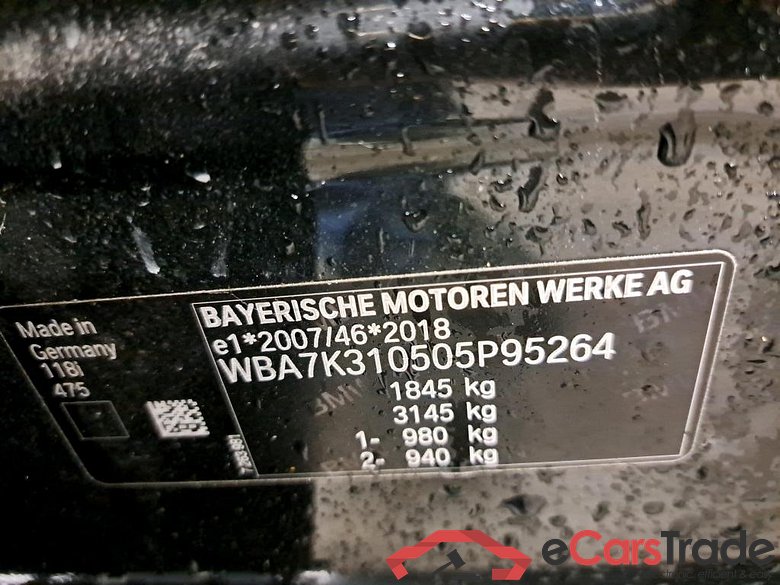 BAYERISCHE MOTOREN WERKE AG
e1*2007/46*2018
WBA7K310505P95264
1845 kg
3145 kg
1- 980 kg
2- 940 kg
Made in
Germany
118i
475
eCarsTrade